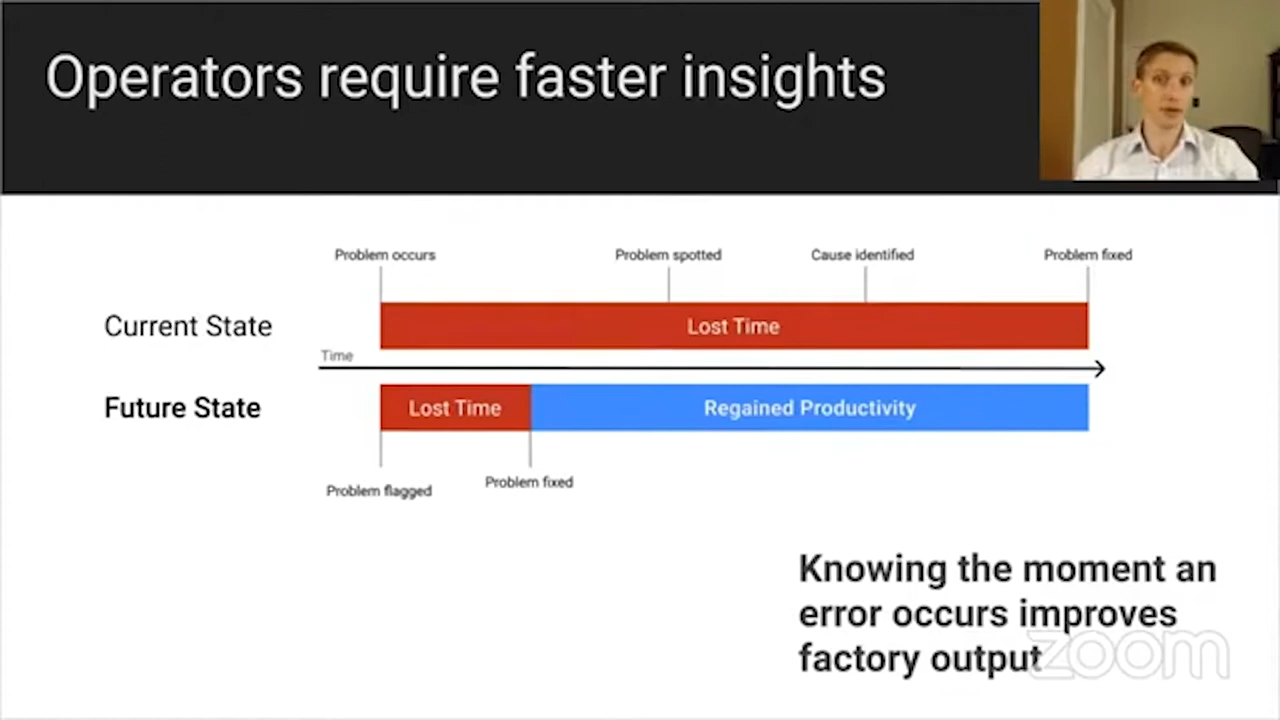 Operators require faster insights
Problem occurs
Problem spotted
Cause identified
Problem fixed
Current State
Lost Time
Time
Future State
Lost Time
Regained Productivity
Problem flagged
Problem fixed
Knowing the moment an
error occurs improves
factory output
zoom